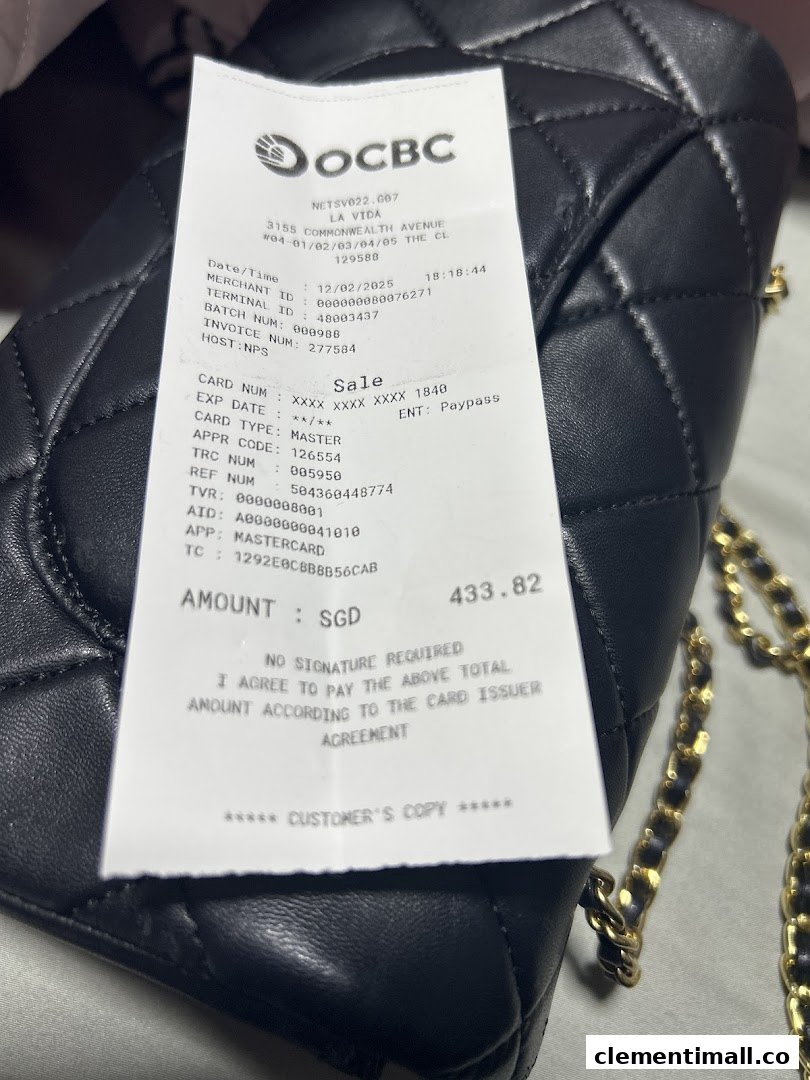 OCBC
NETSV022.G07
LA VIDA
3155 COMMONWEALTH AVENUE
#04-01/02/03/04/05 THE CL
129588
Date/Time : 12/02/2025 18:18:44
MERCHANT ID : 000000080076271
TERMINAL ID : 48003437
BATCH NUM: 000988
INVOICE NUM: 277584
HOST:NPS
Sale
CARD NUM : XXXX XXXX XXXX 1840
EXP DATE : **/** ENT: Paypass
CARD TYPE: MASTER
APPR CODE: 126554
TRC NUM : 005950
REF NUM : 504360448774
TVR: 0000008001
AID: A0000000041010
APP: MASTERCARD
TC : 1292E0C8B8B56CAB
AMOUNT : SGD 433.82
NO SIGNATURE REQUIRED
I AGREE TO PAY THE ABOVE TOTAL
AMOUNT ACCORDING TO THE CARD ISSUER
AGREEMENT
***** CUSTOMER'S COPY *****
clementimall.co